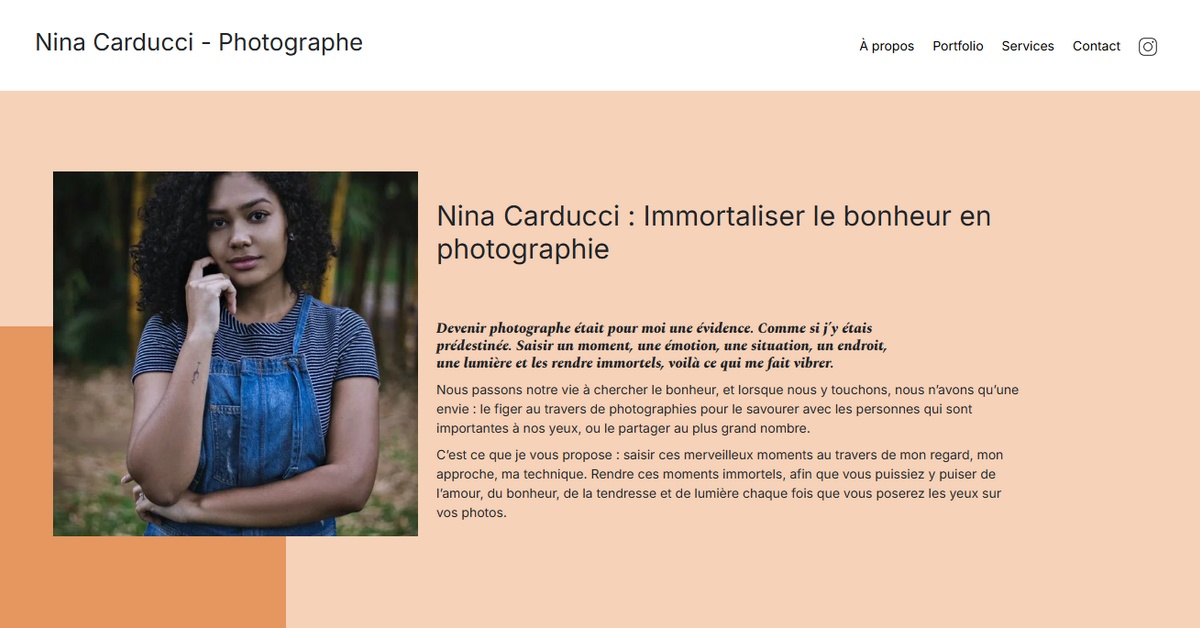 Nina Carducci - Photographe
À propos Portfolio Services Contact
Nina Carducci : Immortaliser le bonheur en
photographie
Devenir photographe était pour moi une évidence. Comme si j'y étais
prédestinée. Saisir un moment, une émotion, une situation, un endroit,
une lumière et les rendre immortels, voilà ce qui me fait vibrer.
Nous passons notre vie à chercher le bonheur, et lorsque nous y touchons, nous n’avons qu’une
envie : le figer au travers de photographies pour le savourer avec les personnes qui sont
importantes à nos yeux, ou le partager au plus grand nombre.
C’est ce que je vous propose : saisir ces merveilleux moments au travers de mon regard, mon
approche, ma technique. Rendre ces moments immortels, afin que vous puissiez y puiser de
l’amour, du bonheur, de la tendresse et de lumière chaque fois que vous poserez les yeux sur
vos photos.